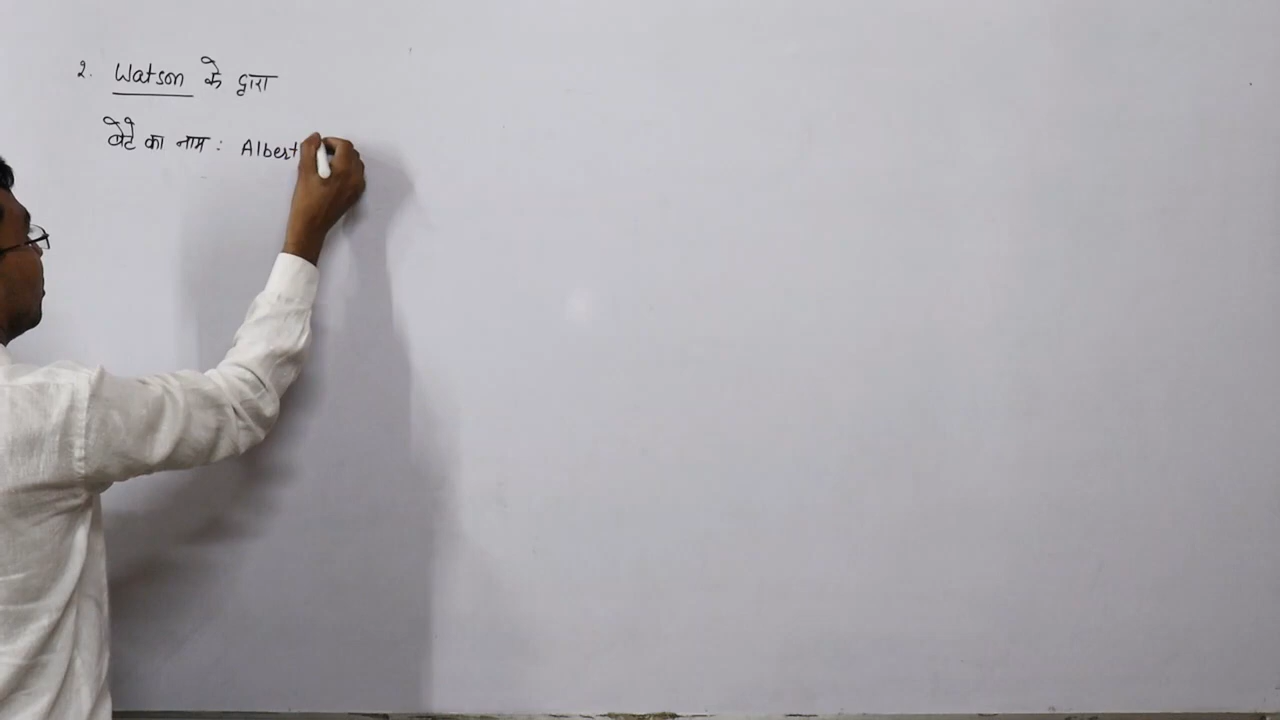 2. Watson के द्वारा
बेटे का नाम : Albert